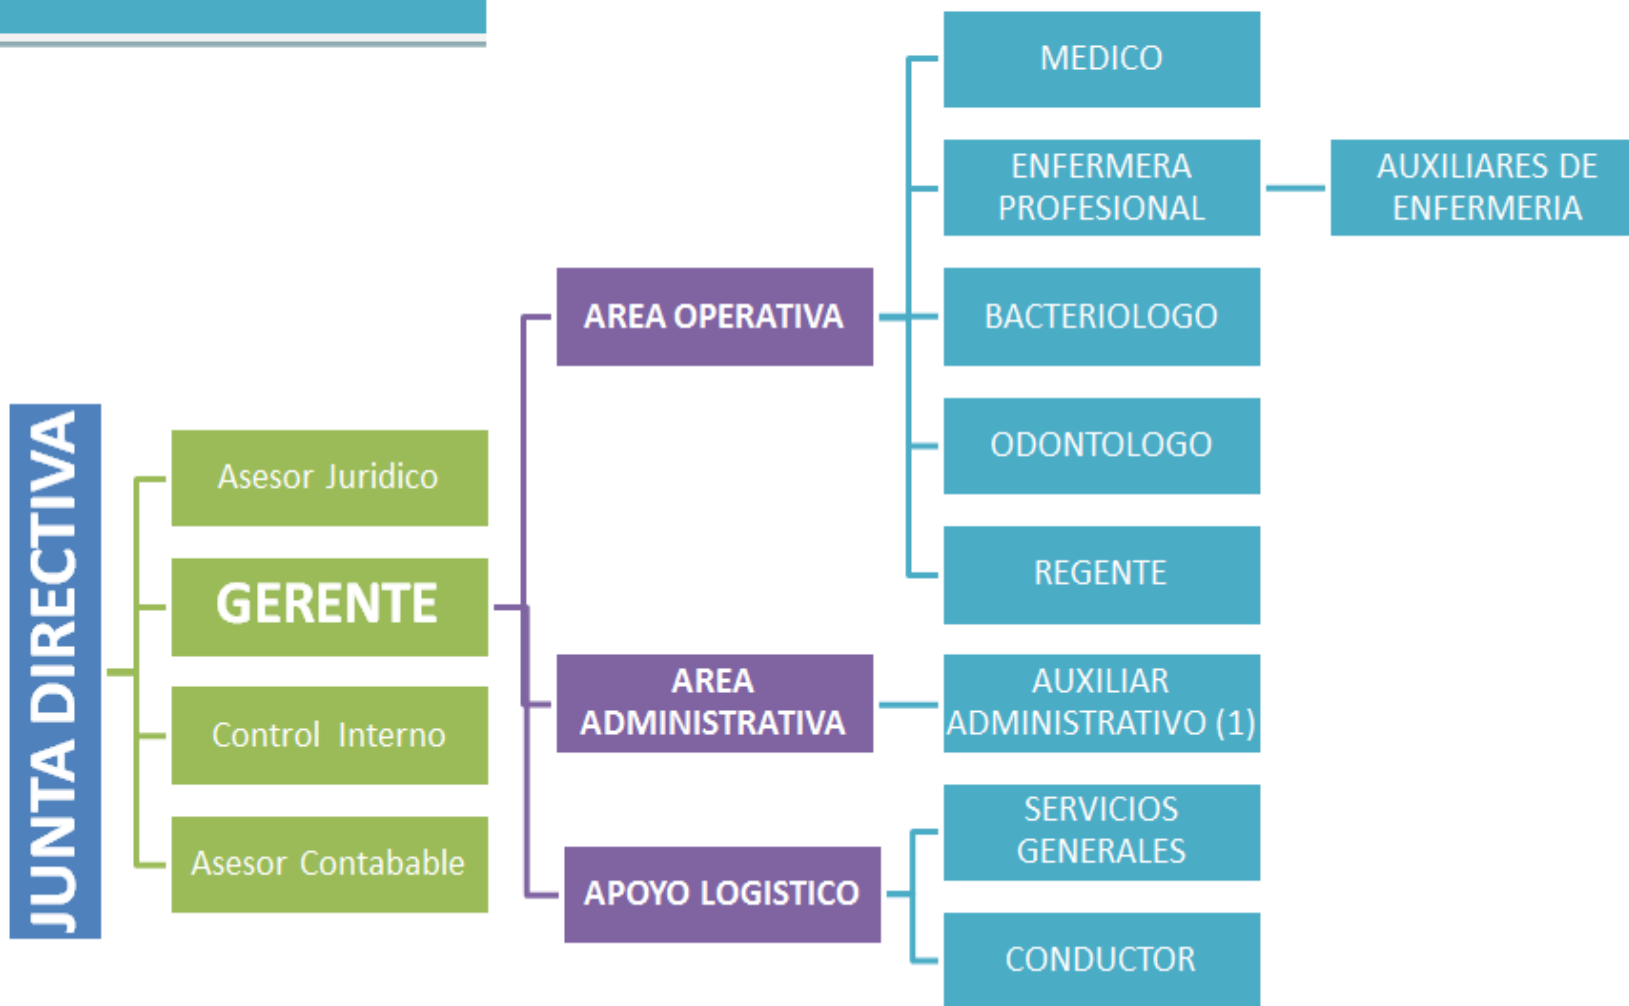 JUNTA DIRECTIVA
Asesor Juridico
GERENTE
Control Interno
Asesor Contabable
AREA OPERATIVA
AREA
ADMINISTRATIVA
APOYO LOGISTICO
MEDICO
ENFERMERA
PROFESIONAL
BACTERIOLOGO
ODONTOLOGO
REGENTE
AUXILIAR
ADMINISTRATIVO (1)
SERVICIOS
GENERALES
CONDUCTOR
AUXILIARES DE
ENFERMERIA